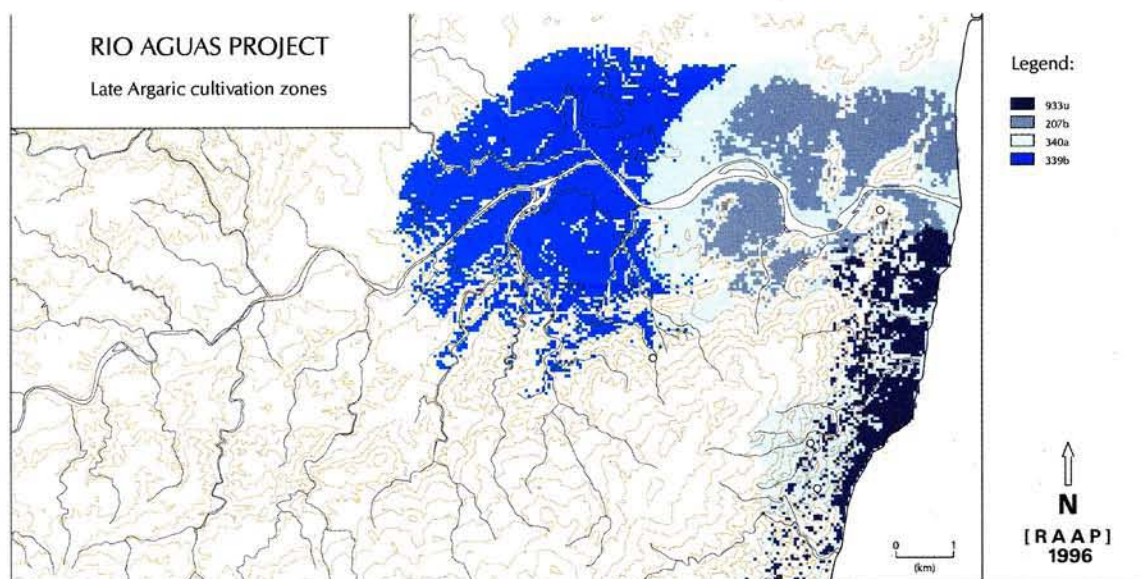 RIO AGUAS PROJECT
Late Argaric cultivation zones
Legend:
933u
207b
340a
339b
0 1
(km)
N
[RAAP]
1996